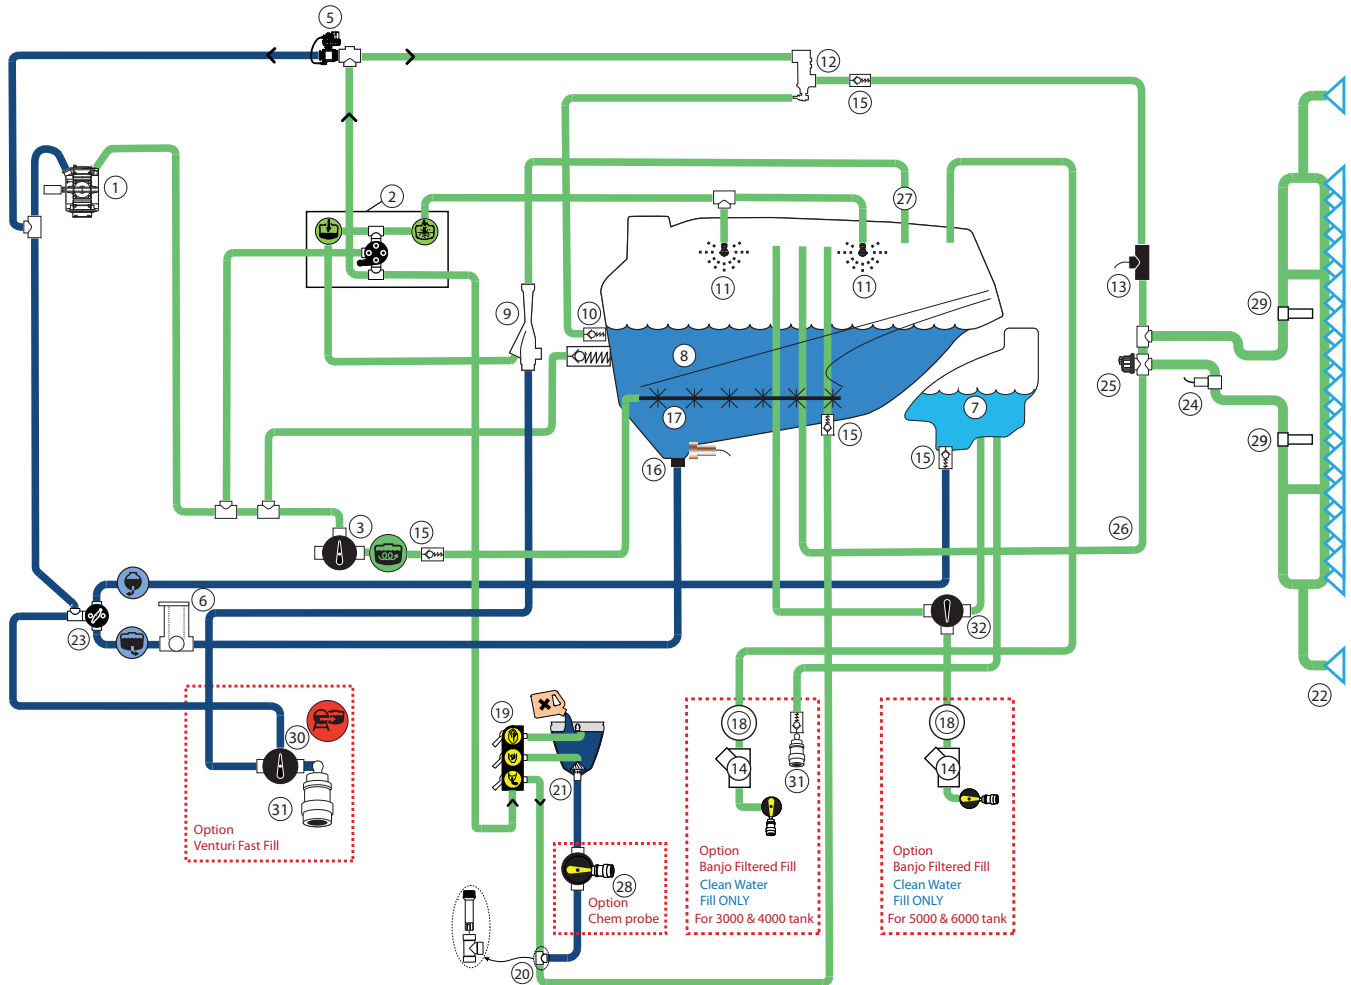 5
12
15
1
2
27
11
11
13
9
10
29
8
25
7
24
17
15
29
16
15
3
15
26
6
32
23
22
19
18
18
30
14
14
31
21
31
Option
Venturi Fast Fill
Option
Banjo Filtered Fill
Clean Water
Fill ONLY
For 3000 & 4000 tank
Option
Banjo Filtered Fill
Clean Water
Fill ONLY
For 5000 & 6000 tank
28
Option
Chem probe
20